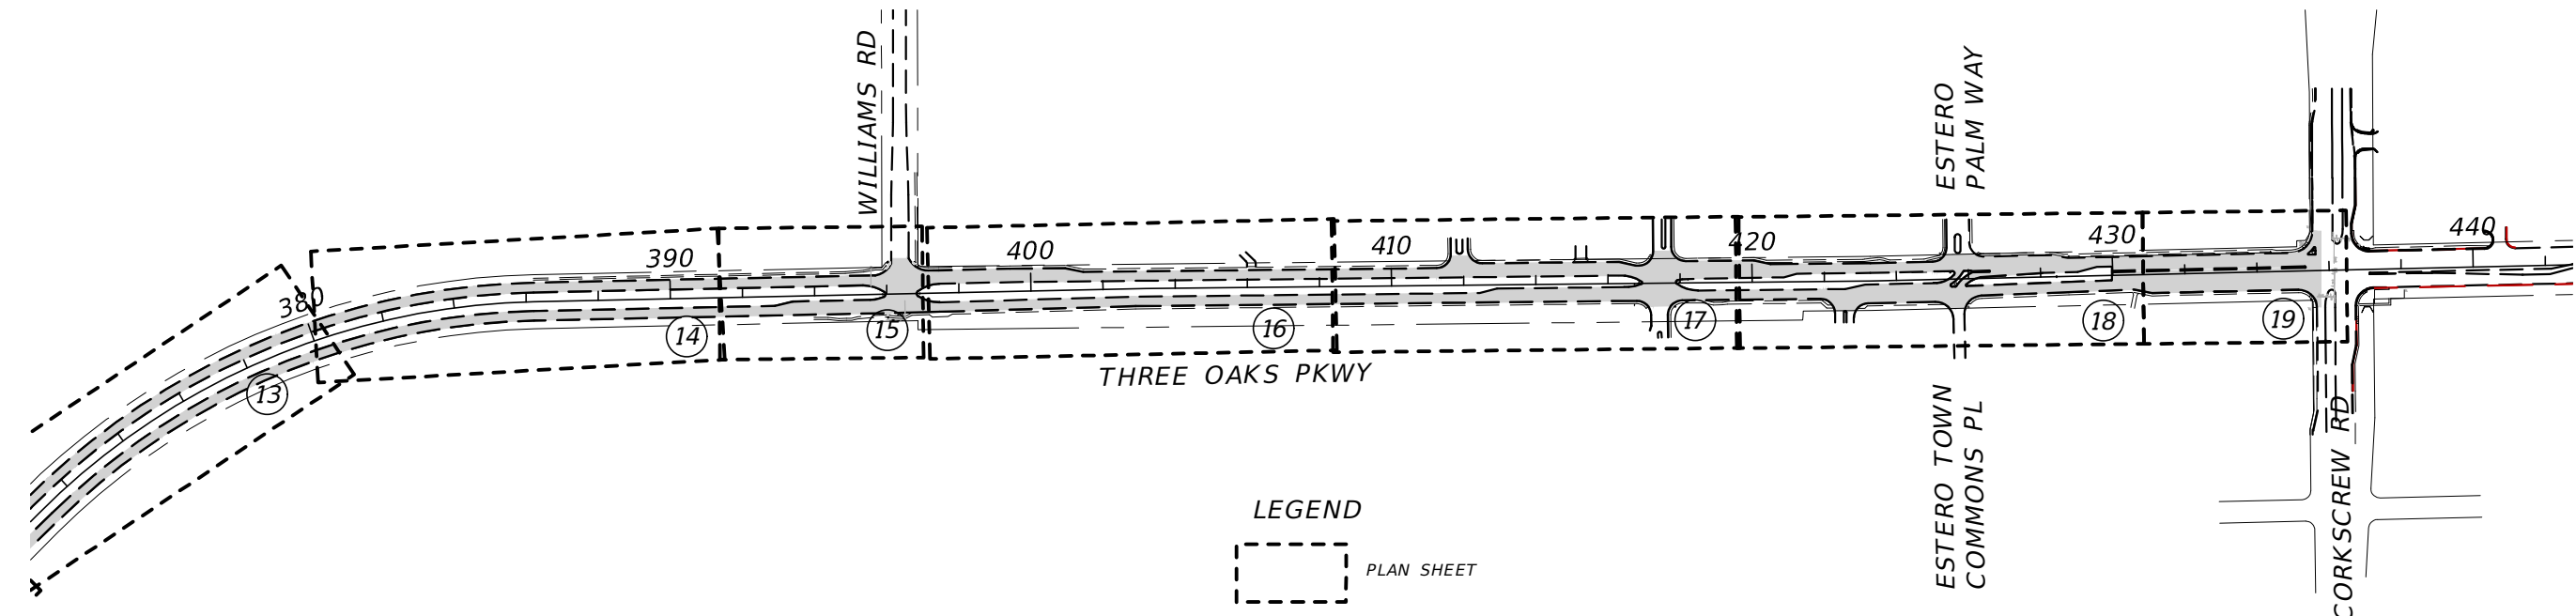 WILLIAMS RD
ESTERO
PALM WAY
380
390
400
410
420
430
440
13
14
15
16
17
18
19
THREE OAKS PKWY
ESTERO TOWN
COMMONS PL
CORKSCREW RD
LEGEND
PLAN SHEET